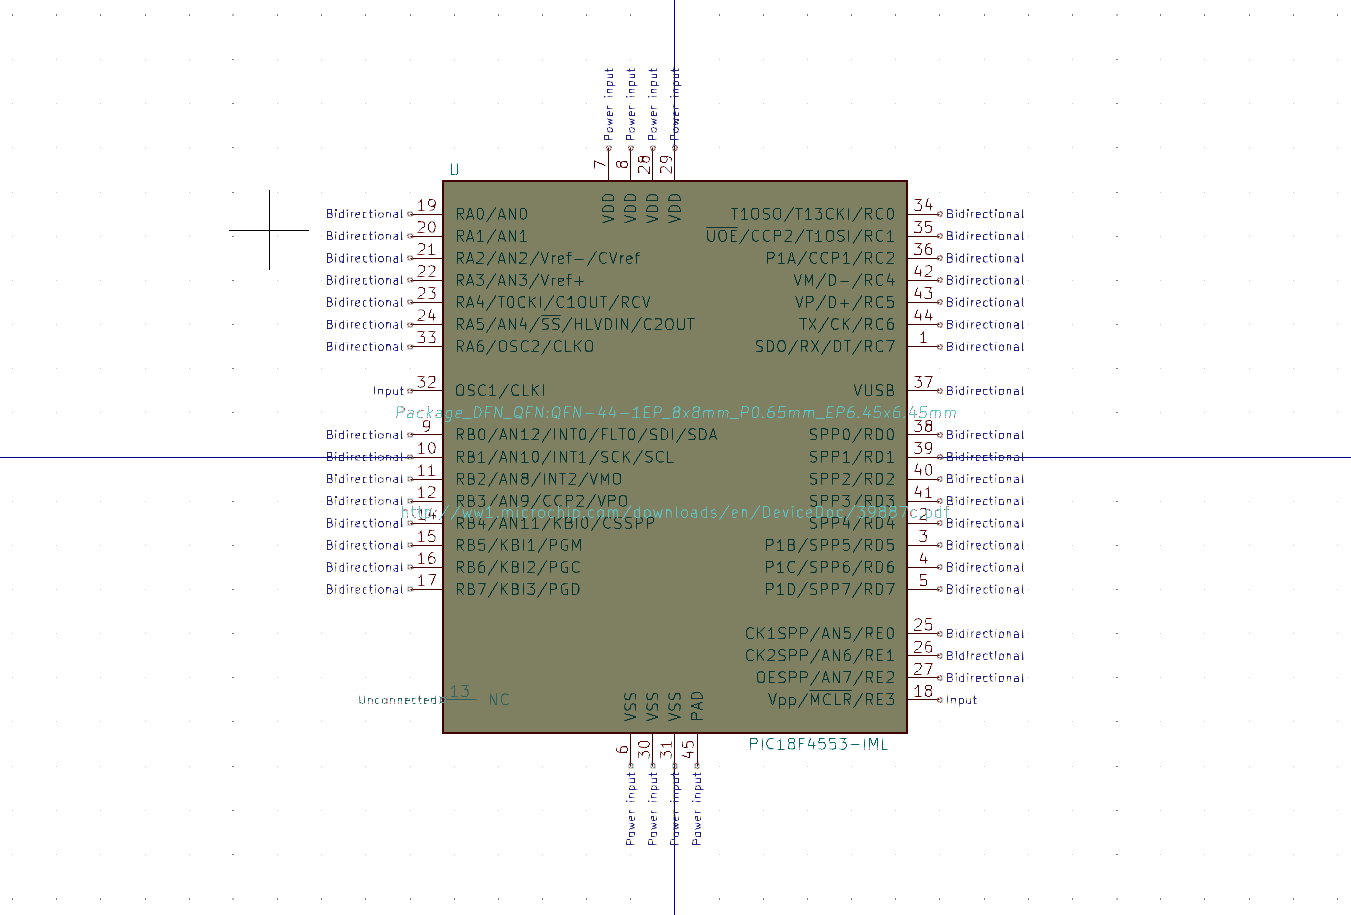 Power input Power input Power input Power input
7 8 28 29
U
VDD VDD VDD VDD
Bidirectional 19 RA0/AN0 T1OSO/T13CKI/RC0 34 Bidirectional
Bidirectional 20 RA1/AN1 UOE/CCP2/T1OSI/RC1 35 Bidirectional
Bidirectional 21 RA2/AN2/Vref-/CVref P1A/CCP1/RC2 36 Bidirectional
Bidirectional 22 RA3/AN3/Vref+ VM/D-/RC4 42 Bidirectional
Bidirectional 23 RA4/T0CKI/C1OUT/RCV VP/D+/RC5 43 Bidirectional
Bidirectional 24 RA5/AN4/SS/HLVDIN/C2OUT TX/CK/RC6 44 Bidirectional
Bidirectional 33 RA6/OSC2/CLKO SDO/RX/DT/RC7 1 Bidirectional
Input 32 OSC1/CLKI VUSB 37 Bidirectional
Package_DFN_QFN:QFN-44-1EP_8x8mm_P0.65mm_EP6.45x6.45mm
Bidirectional 9 RB0/AN12/INT0/FLT0/SDI/SDA SPP0/RD0 38 Bidirectional
Bidirectional 10 RB1/AN10/INT1/SCK/SCL SPP1/RD1 39 Bidirectional
Bidirectional 11 RB2/AN8/INT2/VMO SPP2/RD2 40 Bidirectional
Bidirectional 12 RB3/AN9/CCP2/VPO SPP3/RD3 41 Bidirectional
http://ww1.microchip.com/downloads/en/DeviceDoc/39887c.pdf
Bidirectional 14 RB4/AN11/KBI0/CSSPP SPP4/RD4 2 Bidirectional
Bidirectional 15 RB5/KBI1/PGM P1B/SPP5/RD5 3 Bidirectional
Bidirectional 16 RB6/KBI2/PGC P1C/SPP6/RD6 4 Bidirectional
Bidirectional 17 RB7/KBI3/PGD P1D/SPP7/RD7 5 Bidirectional
CK1SPP/AN5/RE0 25 Bidirectional
CK2SPP/AN6/RE1 26 Bidirectional
OESPP/AN7/RE2 27 Bidirectional
Unconnected 13 NC Vpp/MCLR/RE3 18 Input
VSS VSS VSS PAD
PIC18F4553-IML
6 30 31 45
Power input Power input Power input Power input